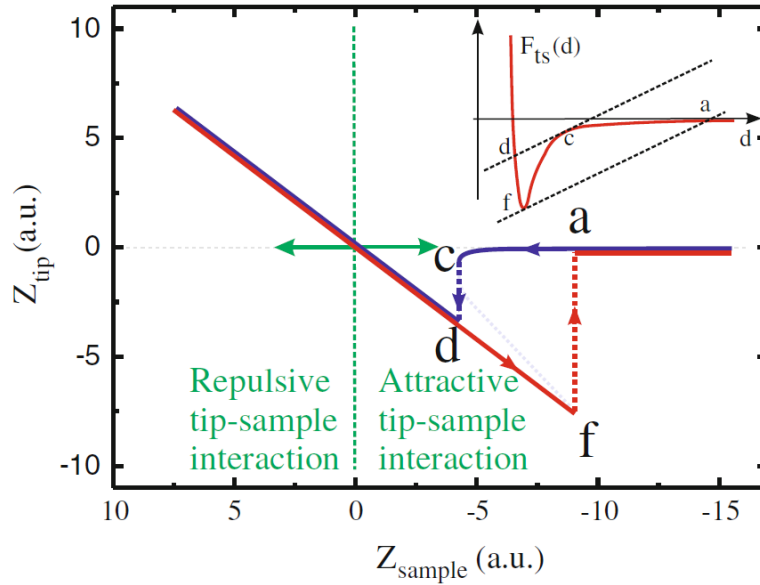 10
5
0
-5
-10
Z_tip (a.u.)
10
5
0
-5
-10
-15
Z_sample (a.u.)
F_ts(d)
a
c
d
d
f
a
c
d
f
Repulsive
tip-sample
interaction
Attractive
tip-sample
interaction